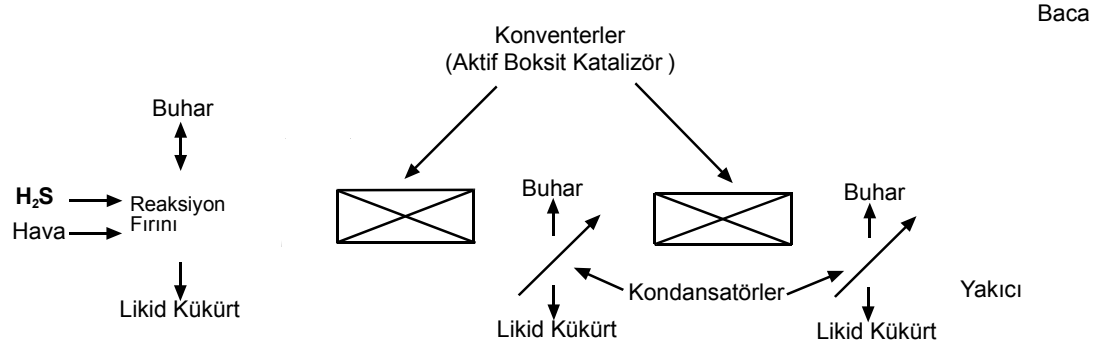 Baca
Konventerler
(Aktif Boksit Katalizör )
Buhar
H₂S
Reaksiyon
Fırını
Hava
Likid Kükürt
Buhar
Buhar
Kondansatörler
Yakıcı
Likid Kükürt
Likid Kükürt